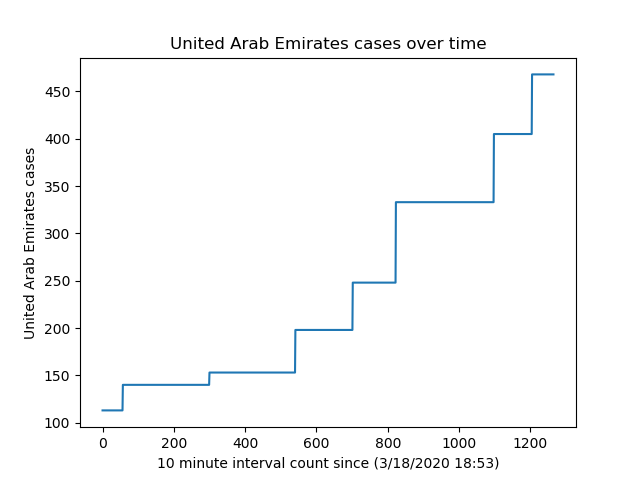 United Arab Emirates cases over time
450
400
350
300
250
200
150
100
United Arab Emirates cases
0 200 400 600 800 1000 1200
10 minute interval count since (3/18/2020 18:53)